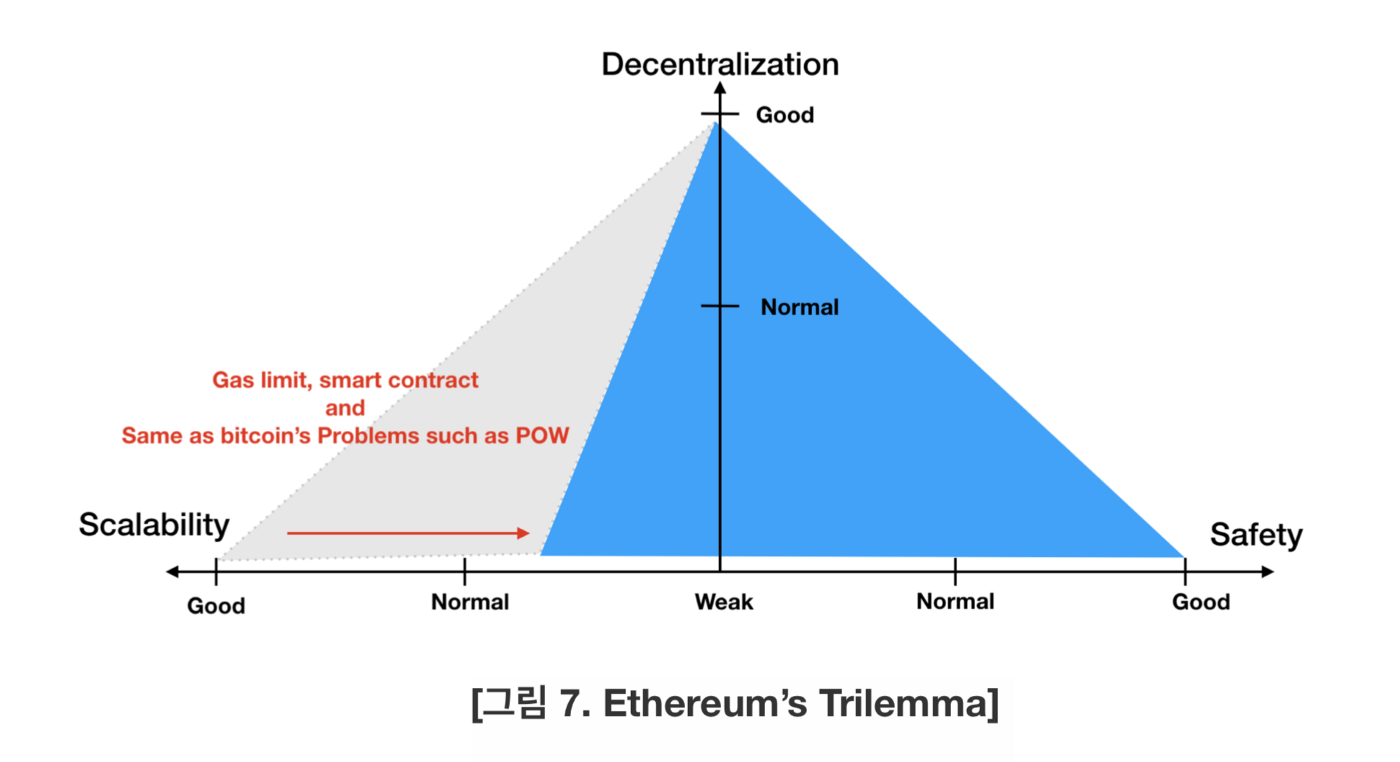 Decentralization
Good
Normal
Gas limit, smart contract
and
Same as bitcoin's Problems such as POW
Scalability
Safety
Good
Normal
Weak
Normal
Good
[그림 7. Ethereum’s Trilemma]